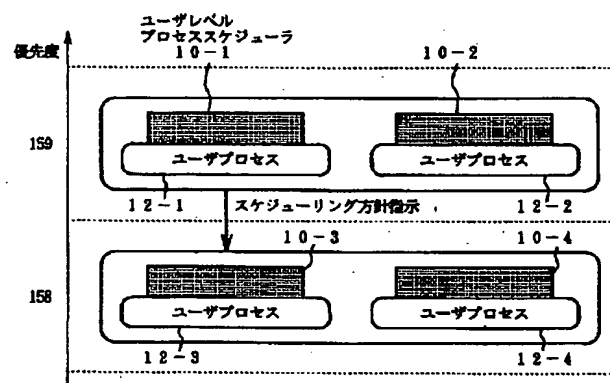 ユーザレベル
プロセススケジューラ
優先度
10-1
10-2
159
ユーザプロセス
ユーザプロセス
12-1
スケジューリング方針指示
12-2
10-3
10-4
158
ユーザプロセス
ユーザプロセス
12-3
12-4